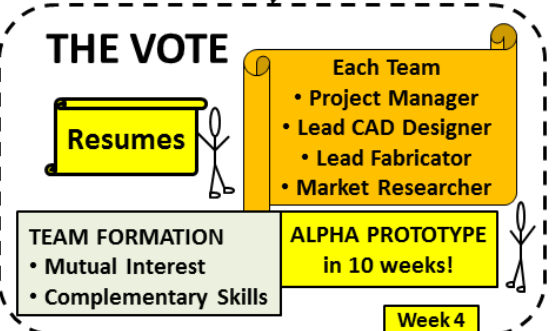 THE VOTE
Resumes
Each Team
• Project Manager
• Lead CAD Designer
• Lead Fabricator
• Market Researcher
TEAM FORMATION
• Mutual Interest
• Complementary Skills
ALPHA PROTOTYPE
in 10 weeks!
Week 4